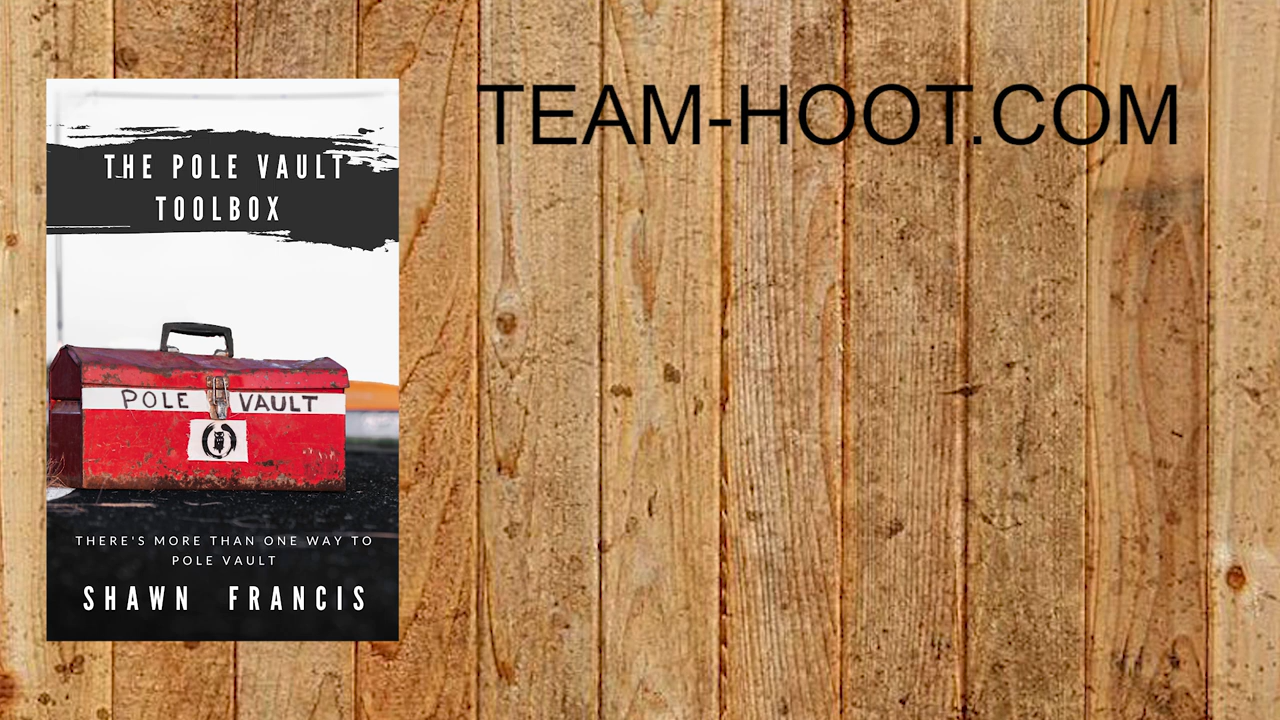 THE POLE VAULT
TOOLBOX
POLE VAULT
THERE'S MORE THAN ONE WAY TO
POLE VAULT
SHAWN FRANCIS
TEAM-HOOT.COM